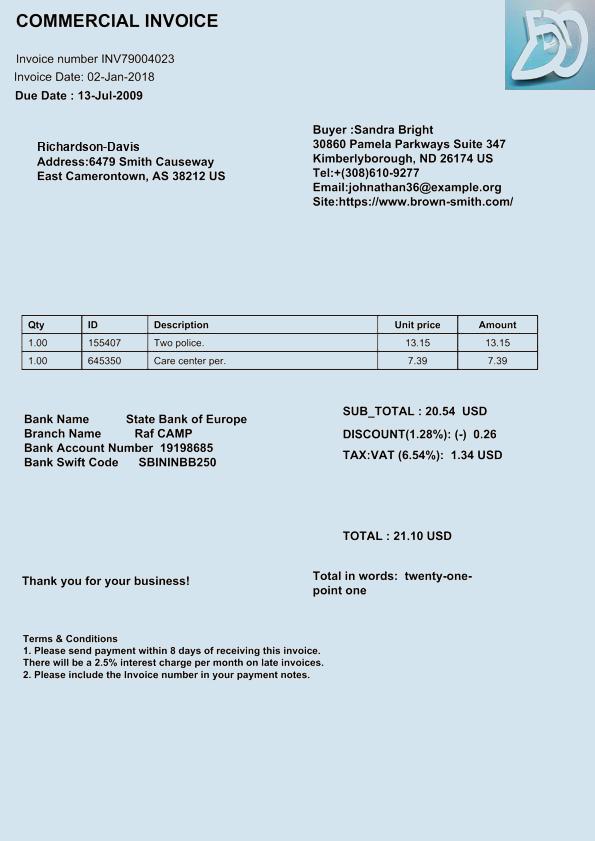 COMMERCIAL INVOICE
Invoice number INV79004023
Invoice Date: 02-Jan-2018
Due Date : 13-Jul-2009
Richardson-Davis
Address:6479 Smith Causeway
East Camerontown, AS 38212 US
Buyer :Sandra Bright
30860 Pamela Parkways Suite 347
Kimberlyborough, ND 26174 US
Tel:+(308)610-9277
Email:johnathan36@example.org
Site:https://www.brown-smith.com/
Qty ID Description Unit price Amount
1.00 155407 Two police. 13.15 13.15
1.00 645350 Care center per. 7.39 7.39
Bank Name State Bank of Europe
Branch Name Raf CAMP
Bank Account Number 19198685
Bank Swift Code SBININBB250
SUB_TOTAL : 20.54 USD
DISCOUNT(1.28%): (-) 0.26
TAX:VAT (6.54%): 1.34 USD
TOTAL : 21.10 USD
Thank you for your business!
Total in words: twenty-one-
point one
Terms & Conditions
1. Please send payment within 8 days of receiving this invoice.
There will be a 2.5% interest charge per month on late invoices.
2. Please include the Invoice number in your payment notes.